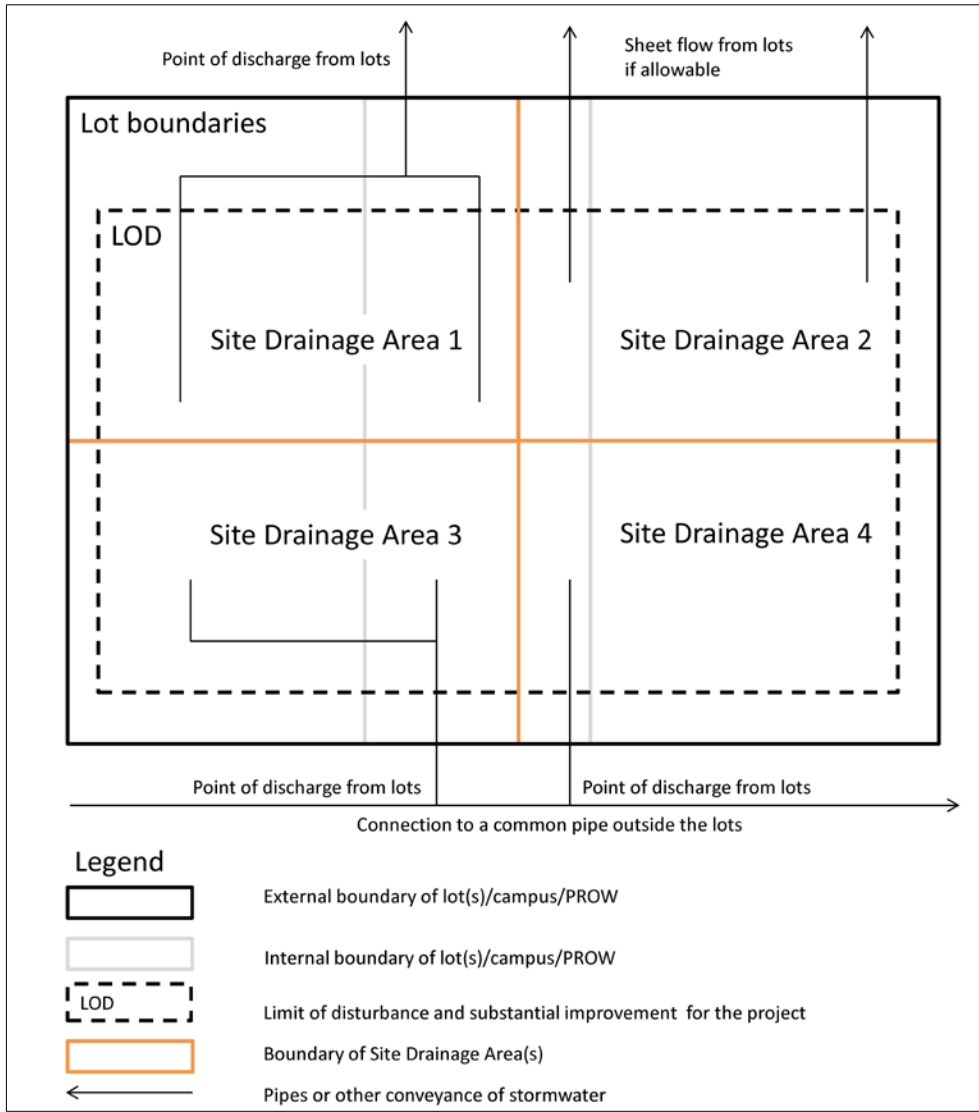 Point of discharge from lots
Sheet flow from lots
if allowable
Lot boundaries
LOD
Site Drainage Area 1
Site Drainage Area 2
Site Drainage Area 3
Site Drainage Area 4
Point of discharge from lots
Point of discharge from lots
Connection to a common pipe outside the lots
Legend
External boundary of lot(s)/campus/PROW
Internal boundary of lot(s)/campus/PROW
LOD
Limit of disturbance and substantial improvement for the project
Boundary of Site Drainage Area(s)
Pipes or other conveyance of stormwater